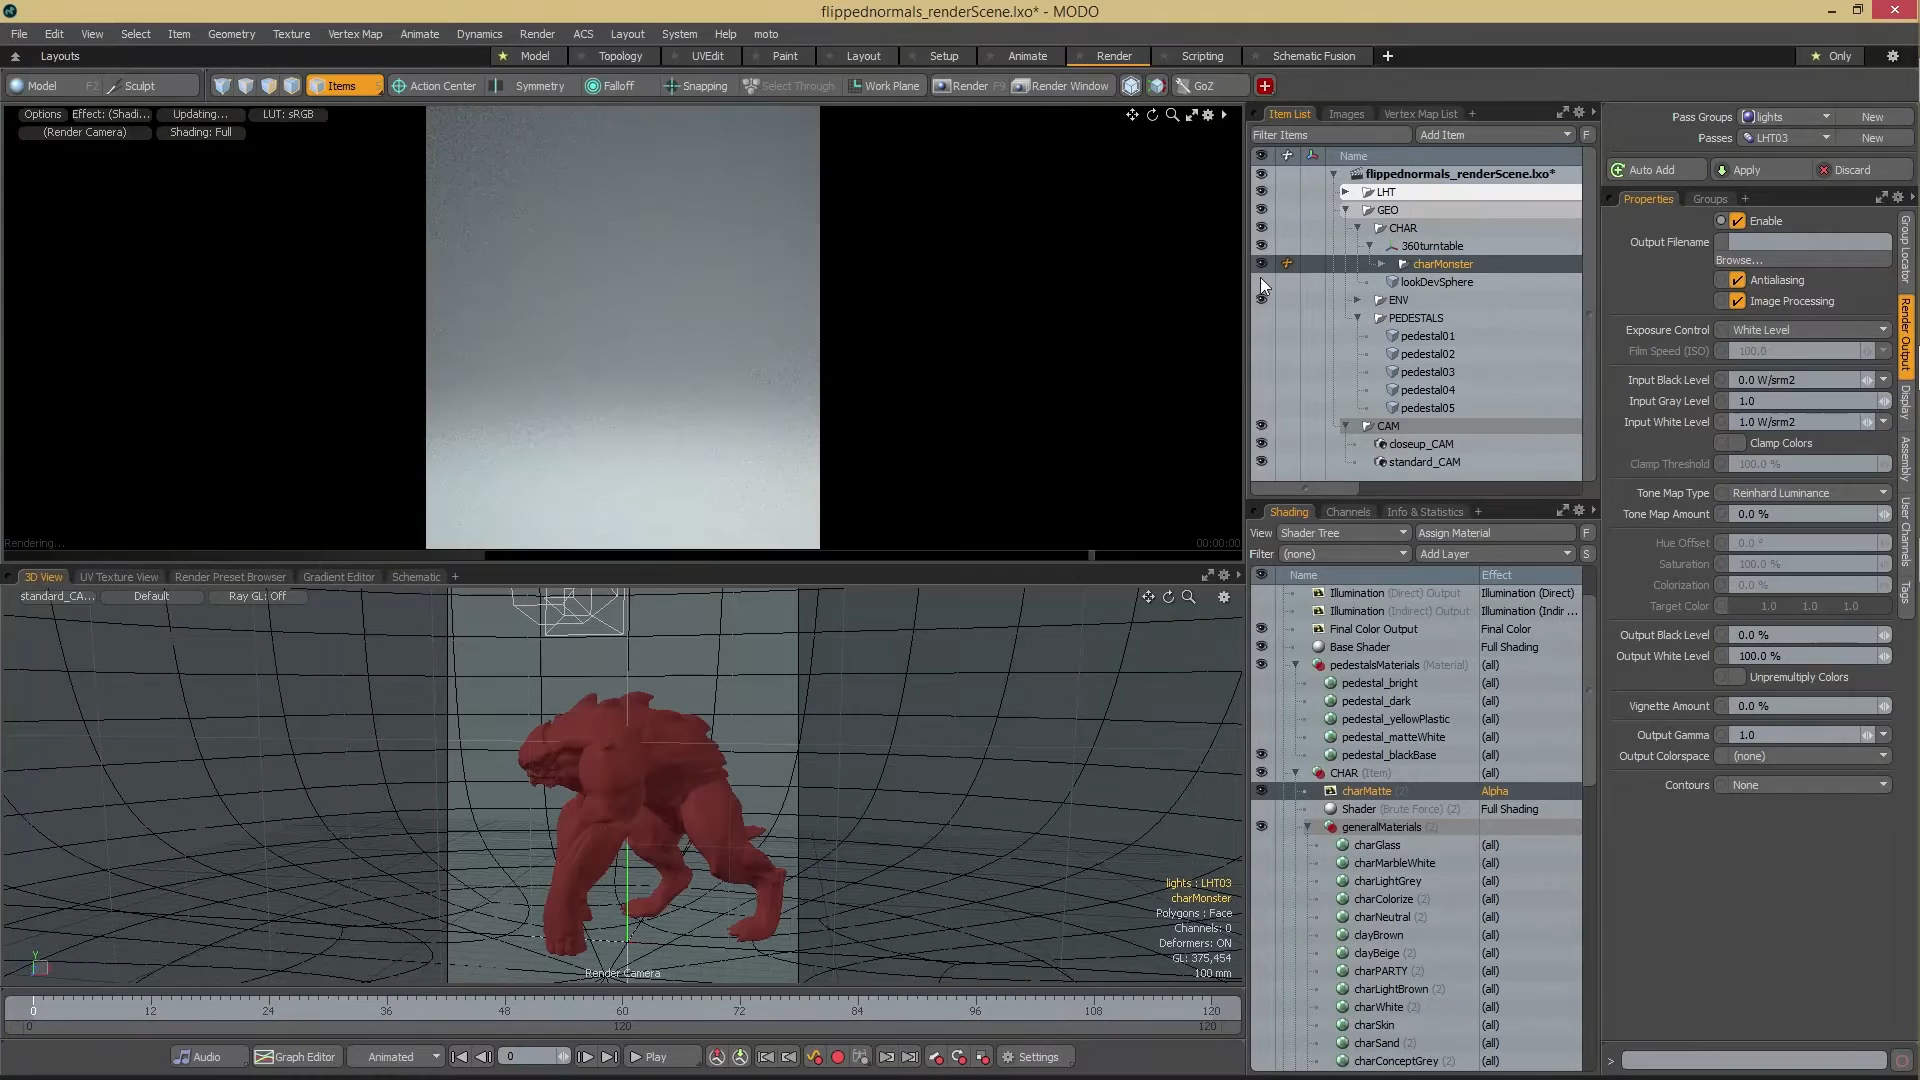 flippednormals_renderScene.lxo* - MODO
File Edit View Select Item Geometry Texture Vertex Map Animate Dynamics Render ACS Layout System Help moto
Layouts Model Topology UVEdit Paint Layout Setup Animate Render Scripting Schematic Fusion + Only
Model F2 Sculpt Items Action Center Symmetry Falloff Snapping Select Through Work Plane Render F9 Render Window GoZ
Options Effect: (Shadi... Updating... LUT: sRGB
(Render Camera) Shading: Full
Rendering... 00:00:00
3D View UV Texture View Render Preset Browser Gradient Editor Schematic +
standard_CA... Default Ray GL: Off
lights : LHT03
charMonster
Polygons : Face
Channels: 0
Deformers: ON
GL: 375,454
100 mm
Render Camera
Y
0 12 24 36 48 60 72 84 96 108 120
0 120 120
Audio Graph Editor Animated 0 Play Settings
Item List Images Vertex Map List +
Filter Items Add Item F
Name
flippednormals_renderScene.lxo*
LHT
GEO
CHAR
360turntable
charMonster
lookDevSphere
ENV
PEDESTALS
pedestal01
pedestal02
pedestal03
pedestal04
pedestal05
CAM
closeup_CAM
standard_CAM
Shading Channels Info & Statistics +
View Shader Tree Assign Material F
Filter (none) Add Layer S
Name Effect
Illumination (Direct) Output Illumination (Direct)
Illumination (Indirect) Output Illumination (Indir ...
Final Color Output Final Color
Base Shader Full Shading
pedestalsMaterials (Material) (all)
pedestal_bright (all)
pedestal_dark (all)
pedestal_yellowPlastic (all)
pedestal_matteWhite (all)
pedestal_blackBase (all)
CHAR (Item) (all)
charMatte (2) Alpha
Shader (Brute Force) (2) Full Shading
generalMaterials (2)
charGlass (all)
charMarbleWhite (all)
charLightGrey (all)
charColorize (2) (all)
charNeutral (2) (all)
clayBrown (all)
clayBeige (2) (all)
charPARTY (2) (all)
charLightBrown (2) (all)
charWhite (2) (all)
charSkin (all)
charSand (2) (all)
charConceptGrey (2) (all)
Pass Groups lights New
Passes LHT03 New
Auto Add Apply Discard
Properties Groups +
Enable
Output Filename
Browse...
Antialiasing
Image Processing
Exposure Control White Level
Film Speed (ISO) 100.0
Input Black Level 0.0 W/srm2
Input Gray Level 1.0
Input White Level 1.0 W/srm2
Clamp Colors
Clamp Threshold 100.0 %
Tone Map Type Reinhard Luminance
Tone Map Amount 0.0 %
Hue Offset 0.0 °
Saturation 100.0 %
Colorization 0.0 %
Target Color 1.0 1.0 1.0
Output Black Level 0.0 %
Output White Level 100.0 %
Unpremultiply Colors
Vignette Amount 0.0 %
Output Gamma 1.0
Output Colorspace (none)
Contours None
Group Locator
Render Output
Display
Assembly
User Channels
Tags
>